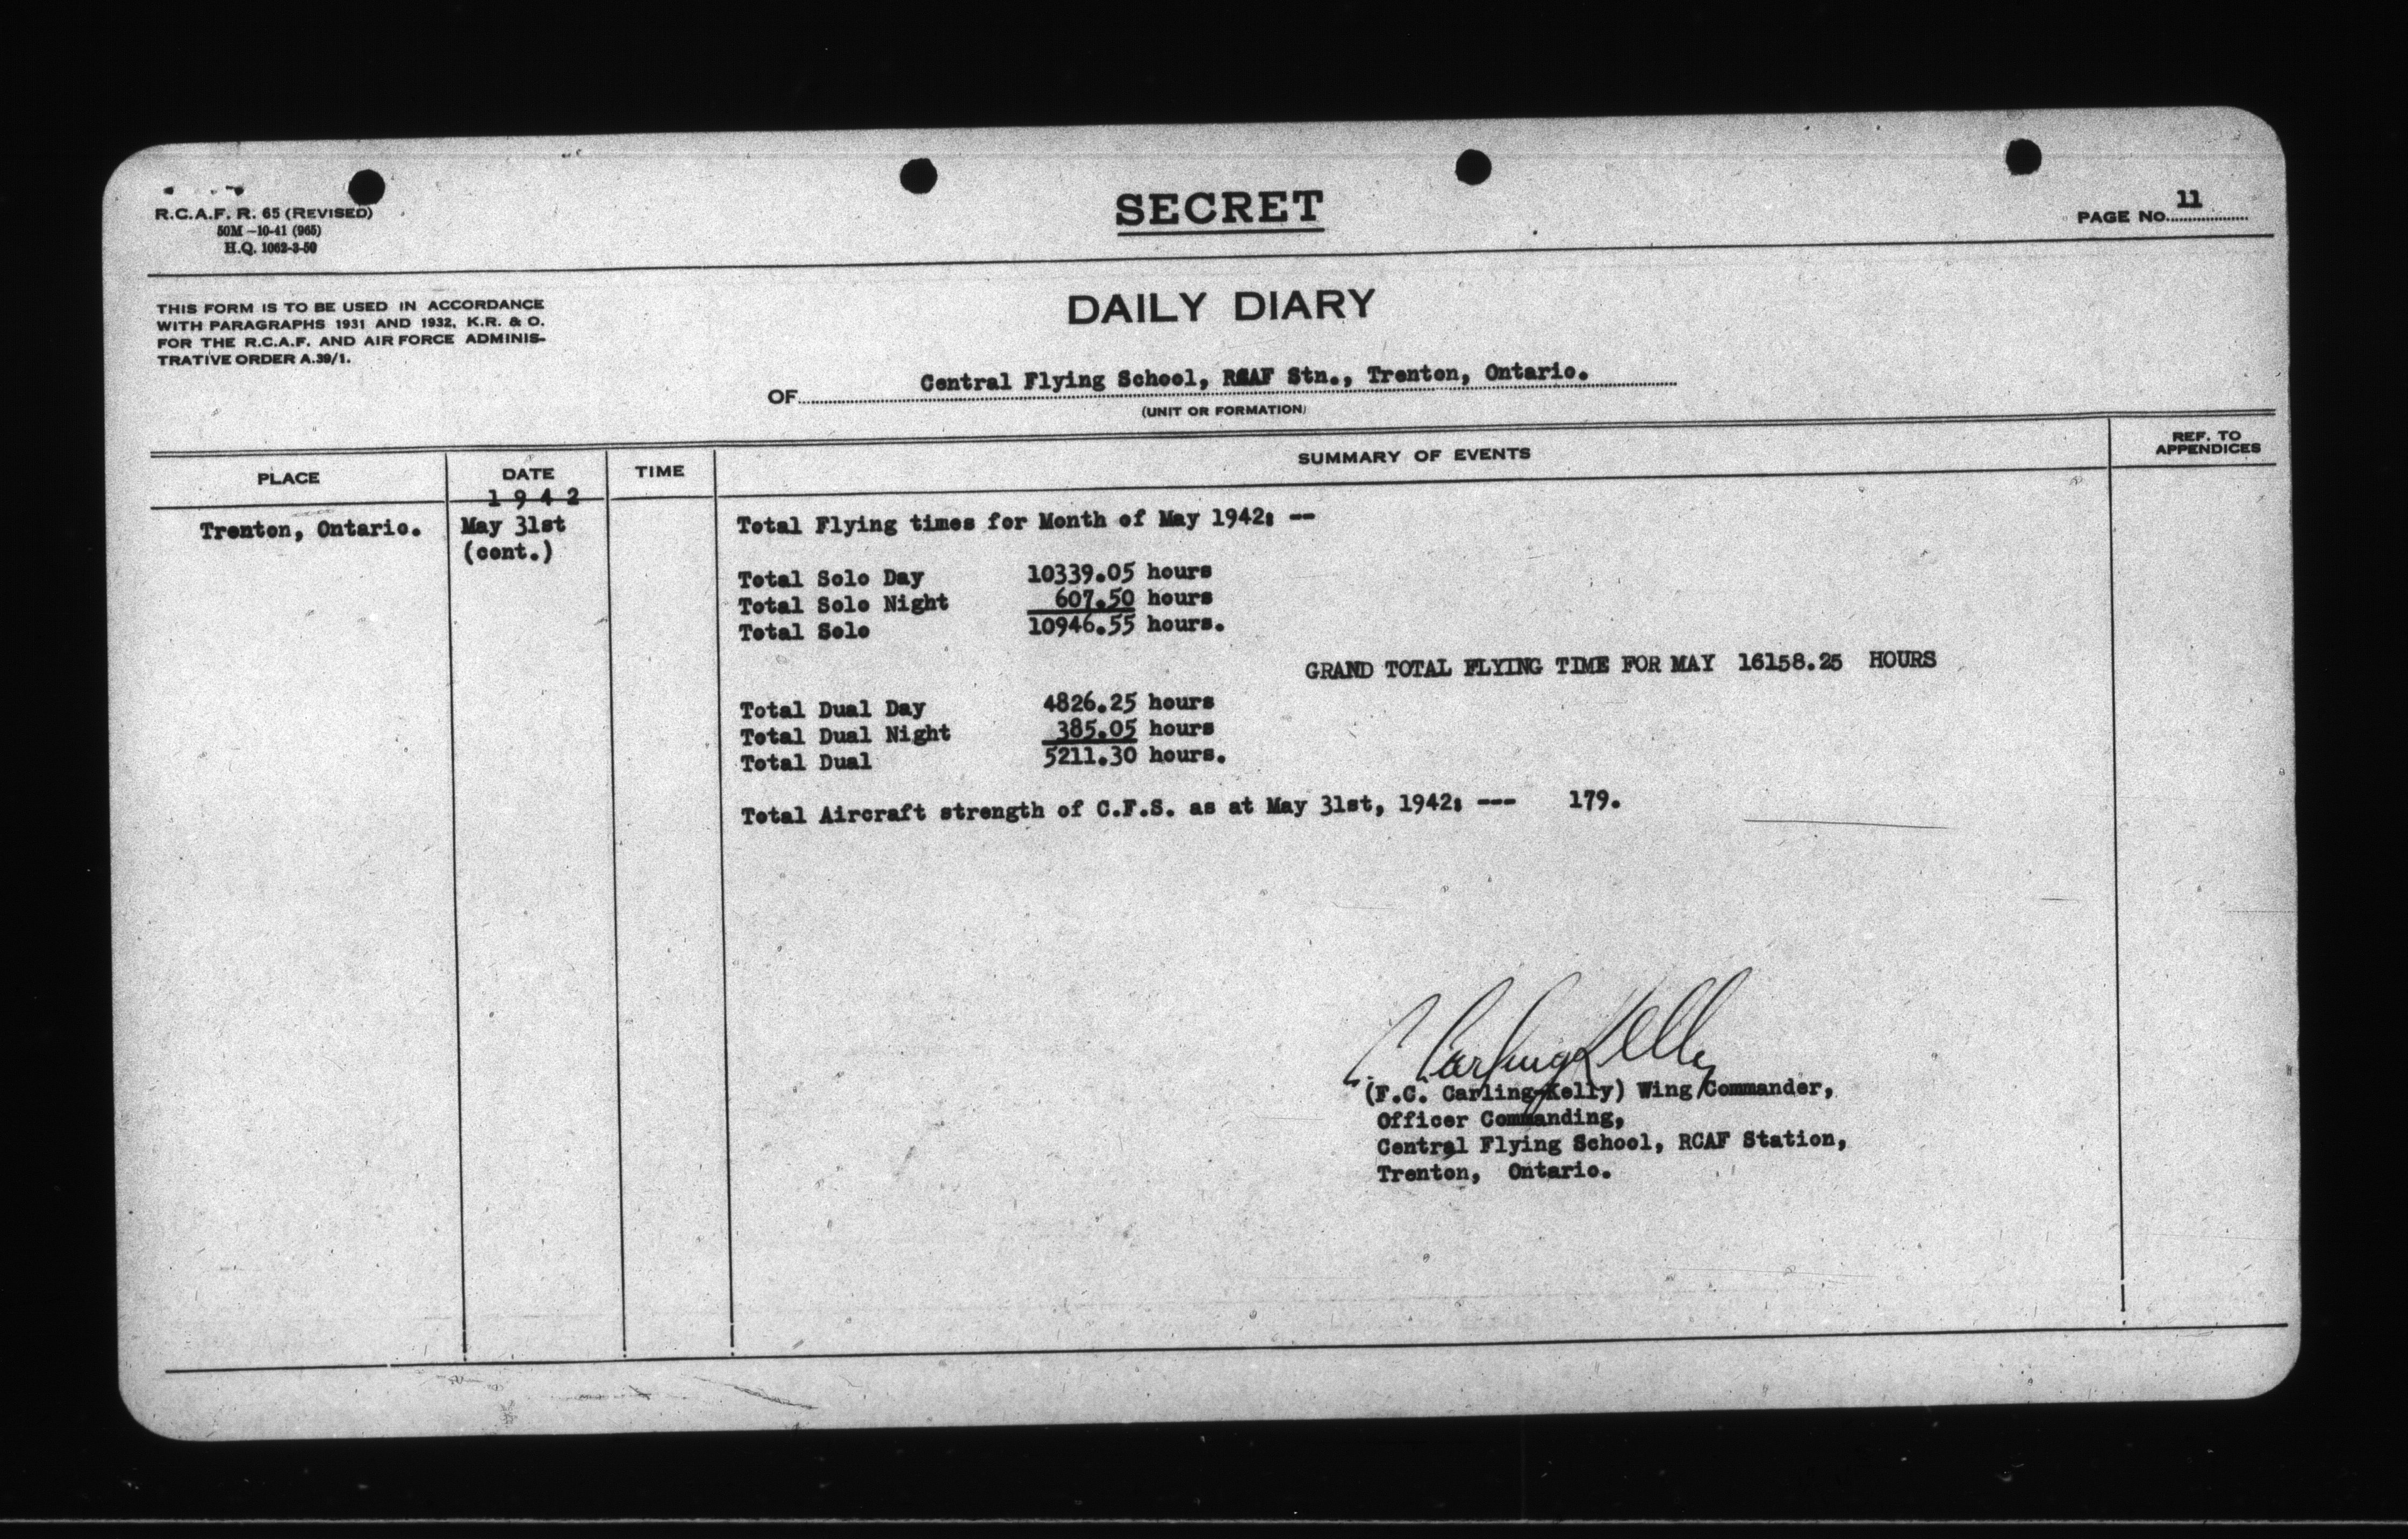 R.C.A.F. R. 65 (REVISED)
50M -10-41 (965)
H.Q. 1062-3-50
SECRET
PAGE No. 11
THIS FORM IS TO BE USED IN ACCORDANCE
WITH PARAGRAPHS 1931 AND 1932, K.R. & O.
FOR THE R.C.A.F. AND AIR FORCE ADMINIS-
TRATIVE ORDER A.39/1.
DAILY DIARY
OF Central Flying School, RCAF Stn., Trenton, Ontario.
(UNIT OR FORMATION)
PLACE DATE TIME SUMMARY OF EVENTS REF. TO
APPENDICES
1 9 4 2
Trenton, Ontario. May 31st Total Flying times for Month of May 1942: --
(cont.)
Total Solo Day 10339.05 hours
Total Solo Night 607.50 hours
Total Solo 10946.55 hours.
GRAND TOTAL FLYING TIME FOR MAY 16158.25 HOURS
Total Dual Day 4826.25 hours
Total Dual Night 385.05 hours
Total Dual 5211.30 hours.
Total Aircraft strength of C.F.S. as at May 31st, 1942: --- 179.
F. C. Carling Kelly
(F.C. Carling-Kelly) Wing Commander,
Officer Commanding,
Central Flying School, RCAF Station,
Trenton, Ontario.